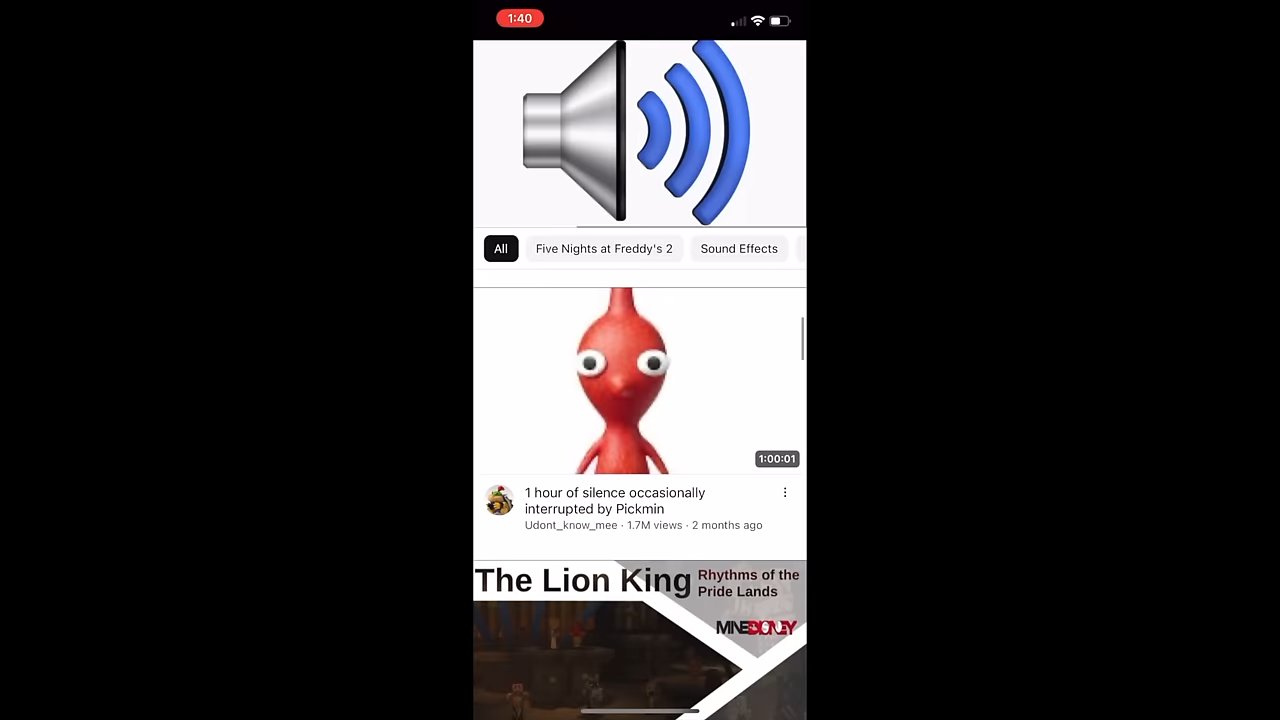 1:40
All
Five Nights at Freddy's 2
Sound Effects
1:00:01
1 hour of silence occasionally
interrupted by Pickmin
Udont_know_mee · 1.7M views · 2 months ago
The Lion King
Rhythms of the
Pride Lands
MINEDISNEY